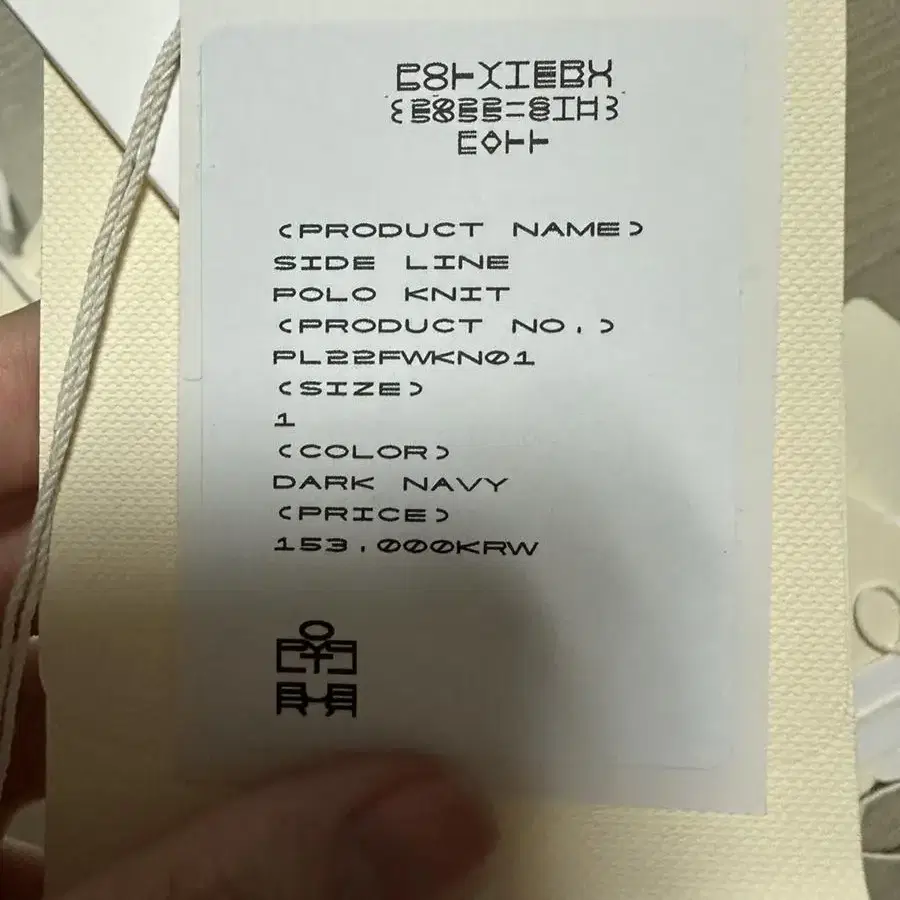 (PRODUCT NAME)
SIDE LINE
POLO KNIT
(PRODUCT NO.)
PL22FWKN01
(SIZE)
1
(COLOR)
DARK NAVY
(PRICE)
153.000KRW